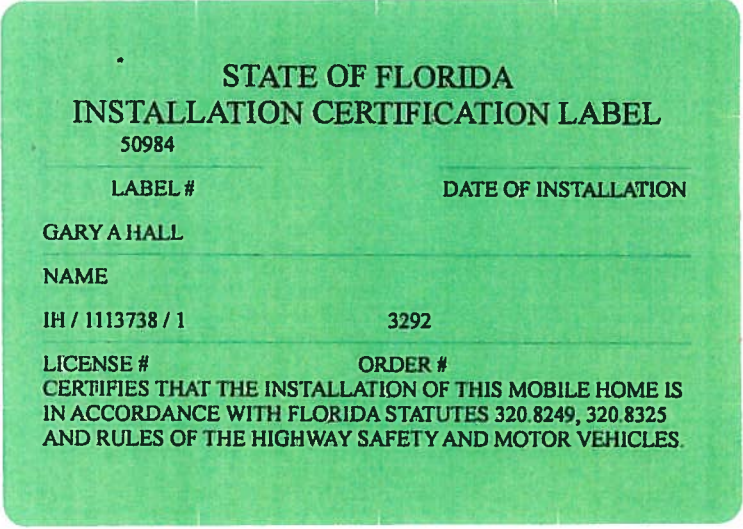 STATE OF FLORIDA
INSTALLATION CERTIFICATION LABEL
50984
LABEL # DATE OF INSTALLATION
GARY A HALL
NAME
IH / 1113738 / 1 3292
LICENSE # ORDER #
CERTIFIES THAT THE INSTALLATION OF THIS MOBILE HOME IS
IN ACCORDANCE WITH FLORIDA STATUTES 320.8249, 320.8325
AND RULES OF THE HIGHWAY SAFETY AND MOTOR VEHICLES.